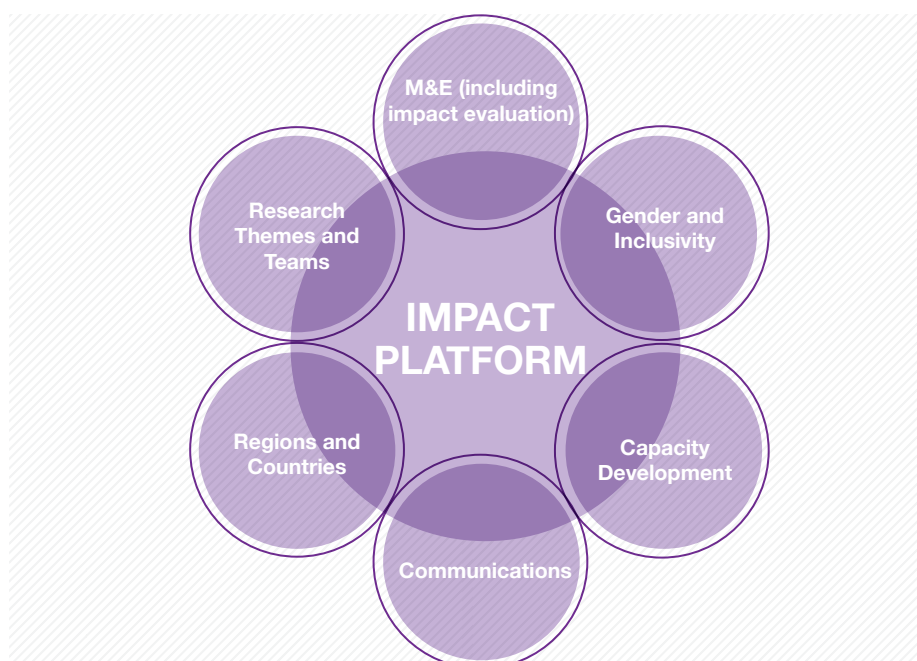 M&E (including
impact evaluation)
Research
Themes and
Teams
Gender and
Inclusivity
IMPACT
PLATFORM
Regions and
Countries
Capacity
Development
Communications